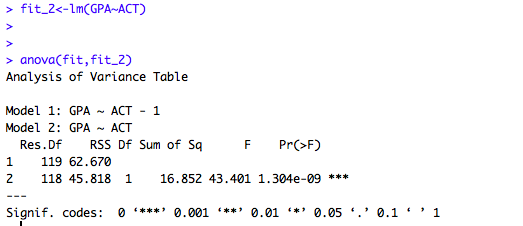 > fit_2<-lm(GPA~ACT)
>
>
> anova(fit,fit_2)
Analysis of Variance Table
Model 1: GPA ~ ACT - 1
Model 2: GPA ~ ACT
  Res.Df    RSS Df Sum of Sq      F    Pr(>F)
1    119 62.670
2    118 45.818  1    16.852 43.401 1.304e-09 ***
---
Signif. codes:  0 ‘***’ 0.001 ‘**’ 0.01 ‘*’ 0.05 ‘.’ 0.1 ‘ ’ 1